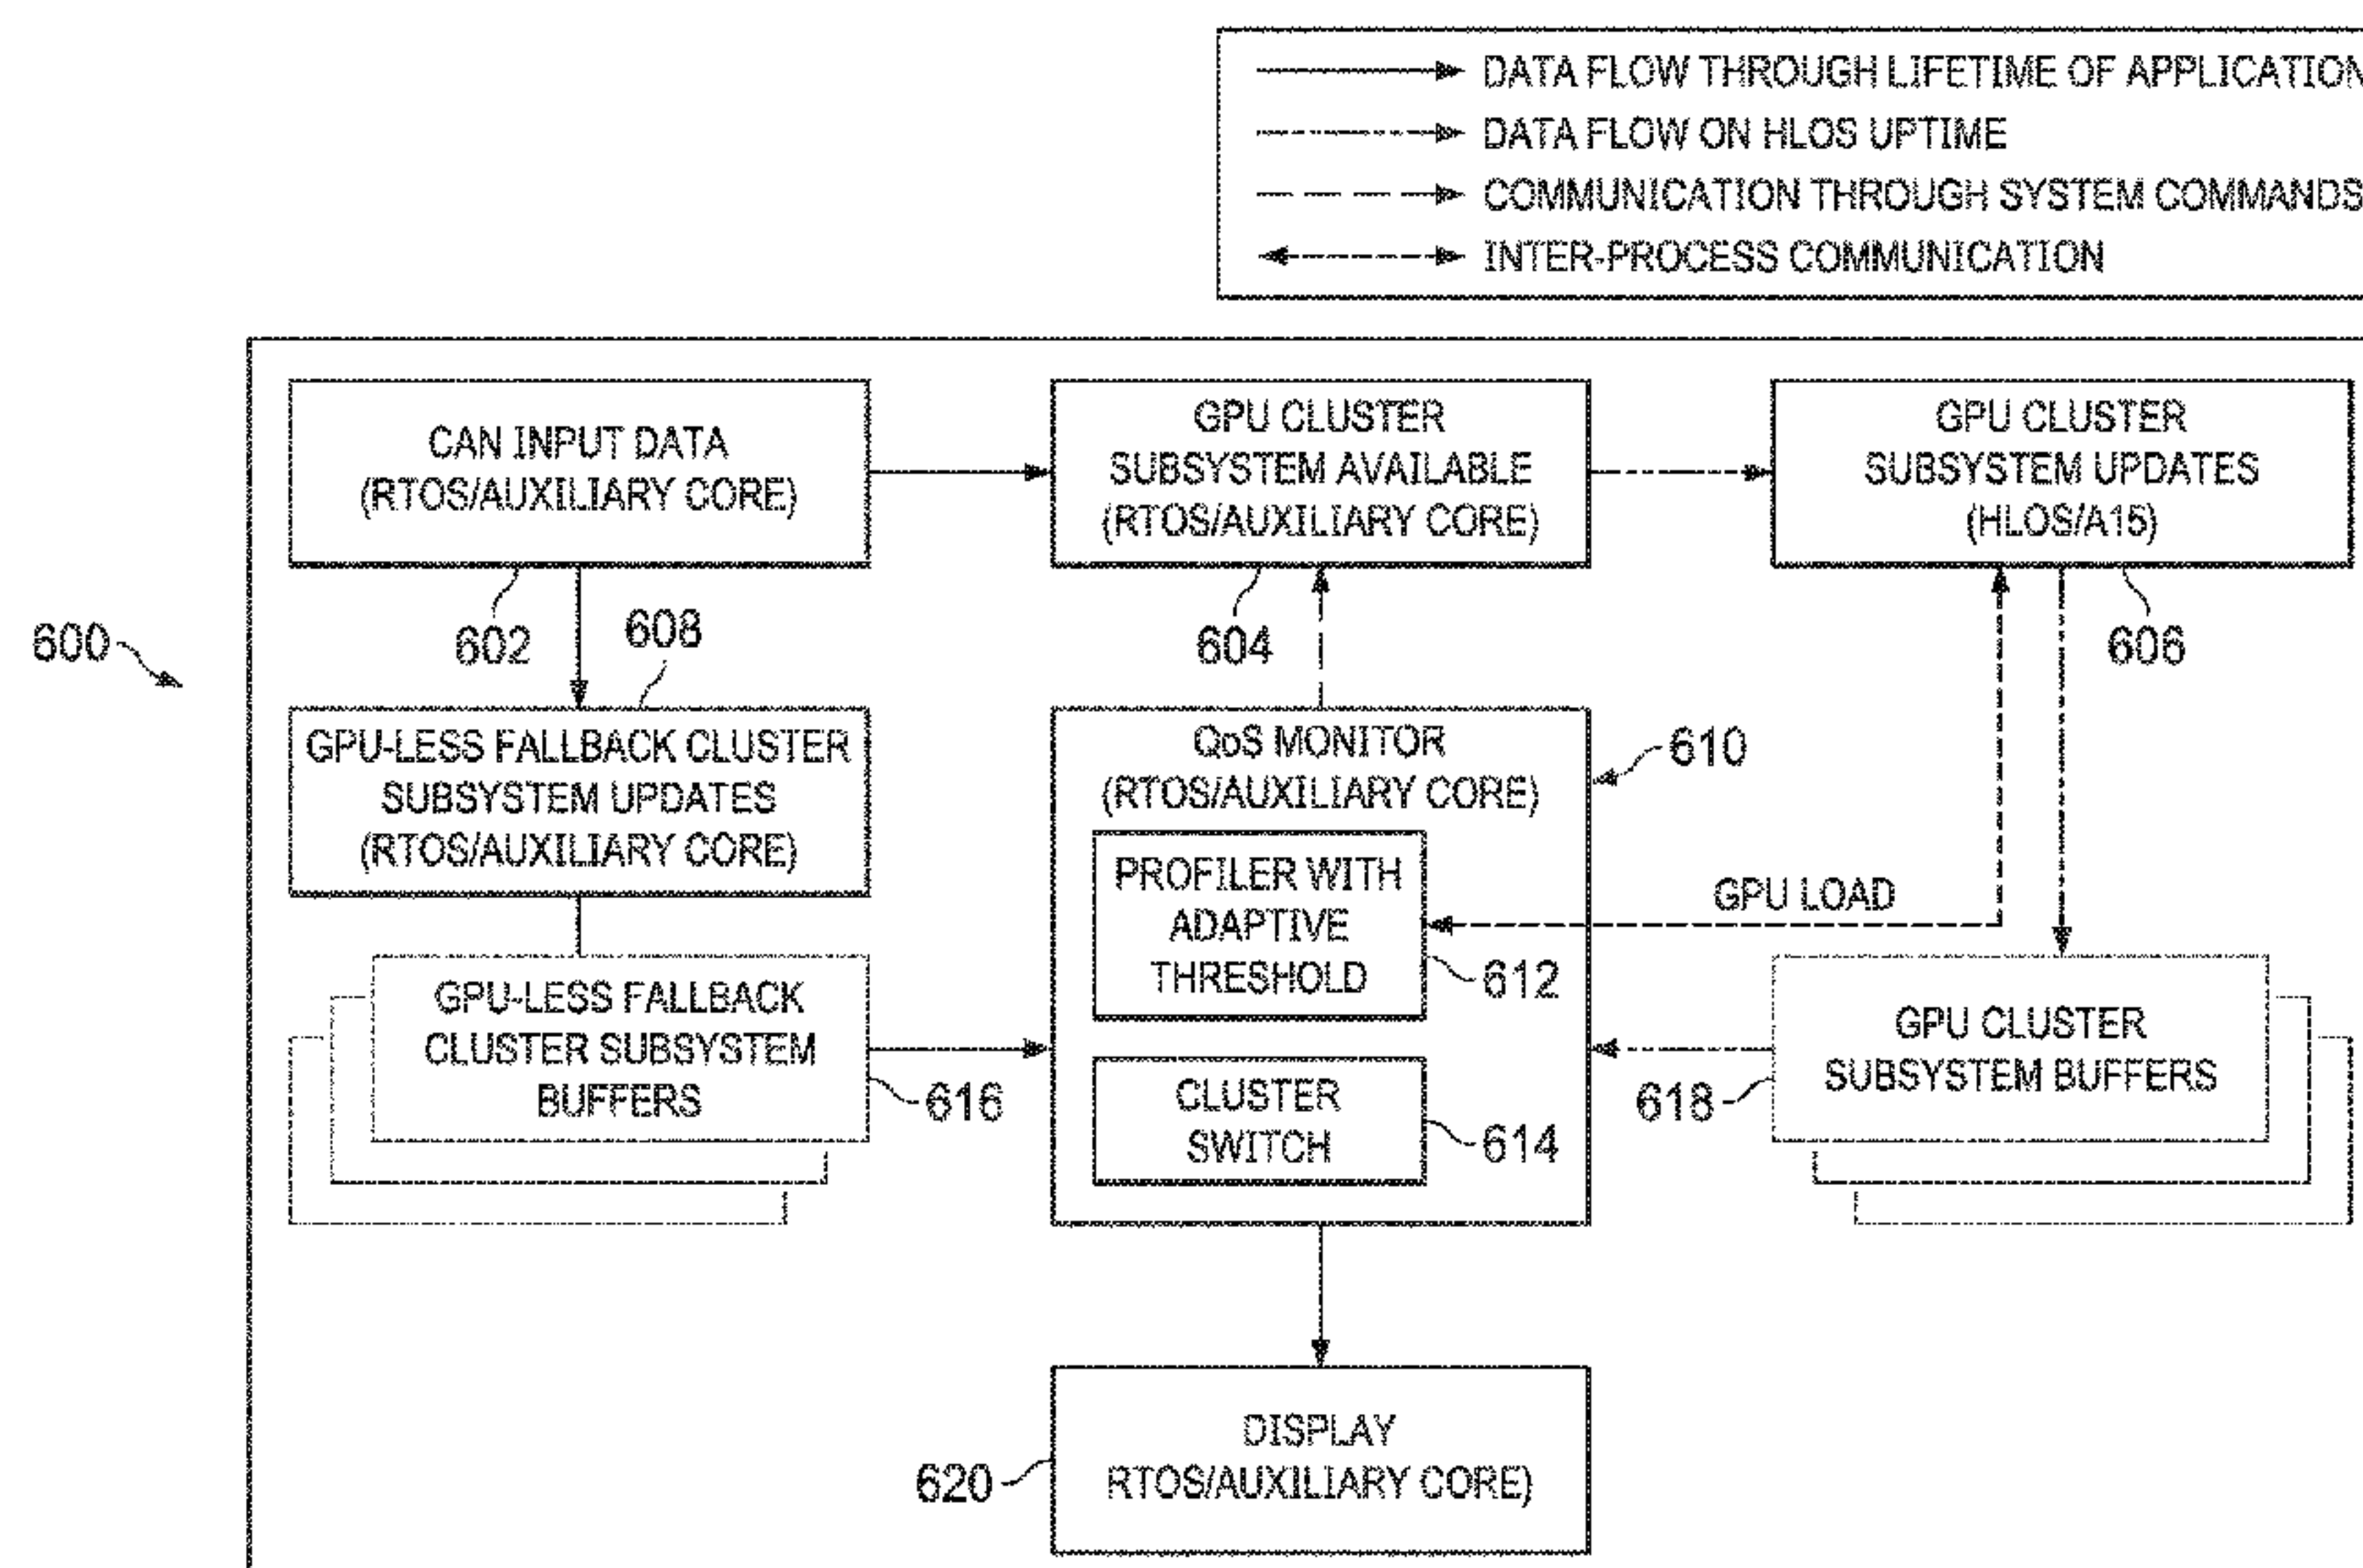 DATA FLOW THROUGH LIFETIME OF APPLICATION
DATA FLOW ON HLOS UPTIME
COMMUNICATION THROUGH SYSTEM COMMANDS
INTER-PROCESS COMMUNICATION
CAN INPUT DATA
(RTOS/AUXILIARY CORE)
GPU CLUSTER
SUBSYSTEM AVAILABLE
(RTOS/AUXILIARY CORE)
GPU CLUSTER
SUBSYSTEM UPDATES
(HLOS/A15)
600
602
608
604
606
GPU-LESS FALLBACK CLUSTER
SUBSYSTEM UPDATES
(RTOS/AUXILIARY CORE)
QoS MONITOR
(RTOS/AUXILIARY CORE)
610
PROFILER WITH
ADAPTIVE
THRESHOLD
612
GPU LOAD
GPU-LESS FALLBACK
CLUSTER SUBSYSTEM
BUFFERS
616
CLUSTER
SWITCH
614
618
GPU CLUSTER
SUBSYSTEM BUFFERS
DISPLAY
RTOS/AUXILIARY CORE)
620